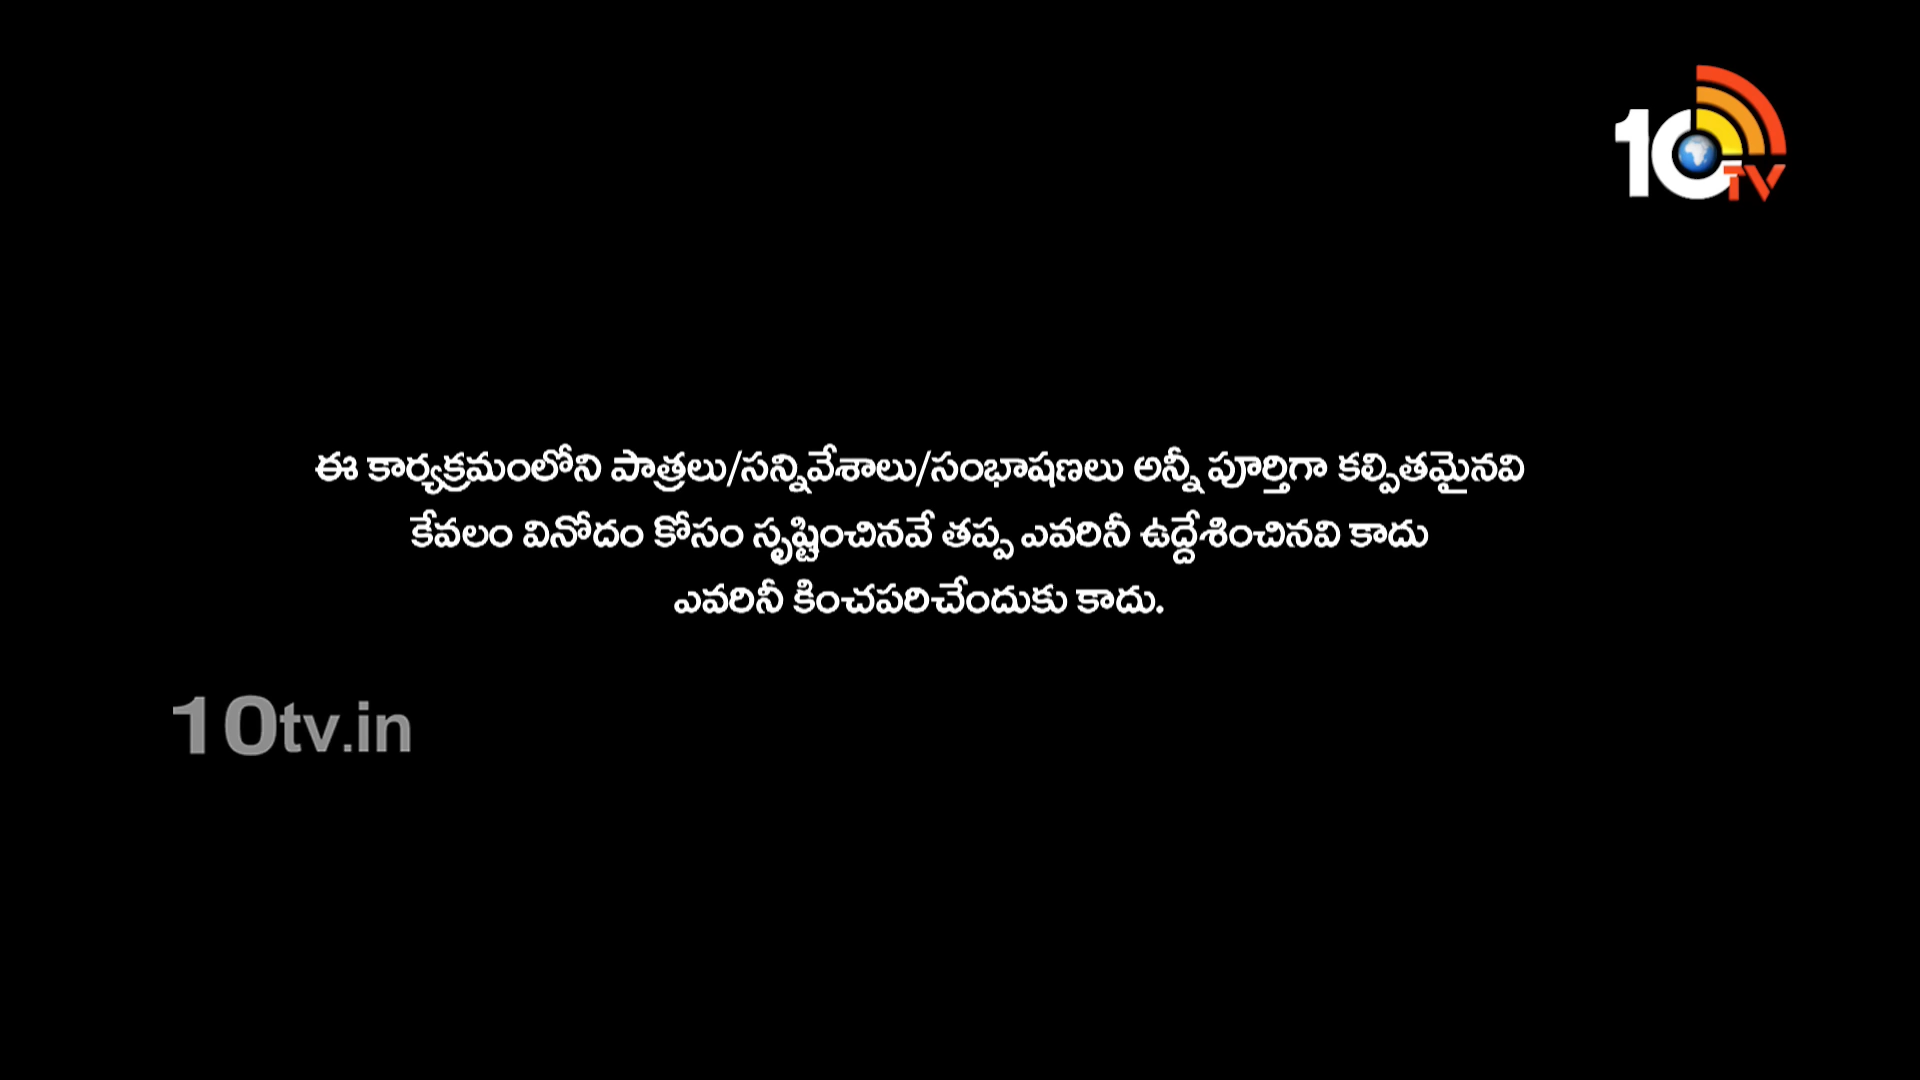 10TV
ఈ కార్యక్రమంలోని పాత్రలు/సన్నివేశాలు/సంభాషణలు అన్నీ పూర్తిగా కల్పితమైనవి
కేవలం వినోదం కోసం సృష్టించినవే తప్ప ఎవరినీ ఉద్దేశించినవి కాదు
ఎవరినీ కించపరిచేందుకు కాదు.
10tv.in